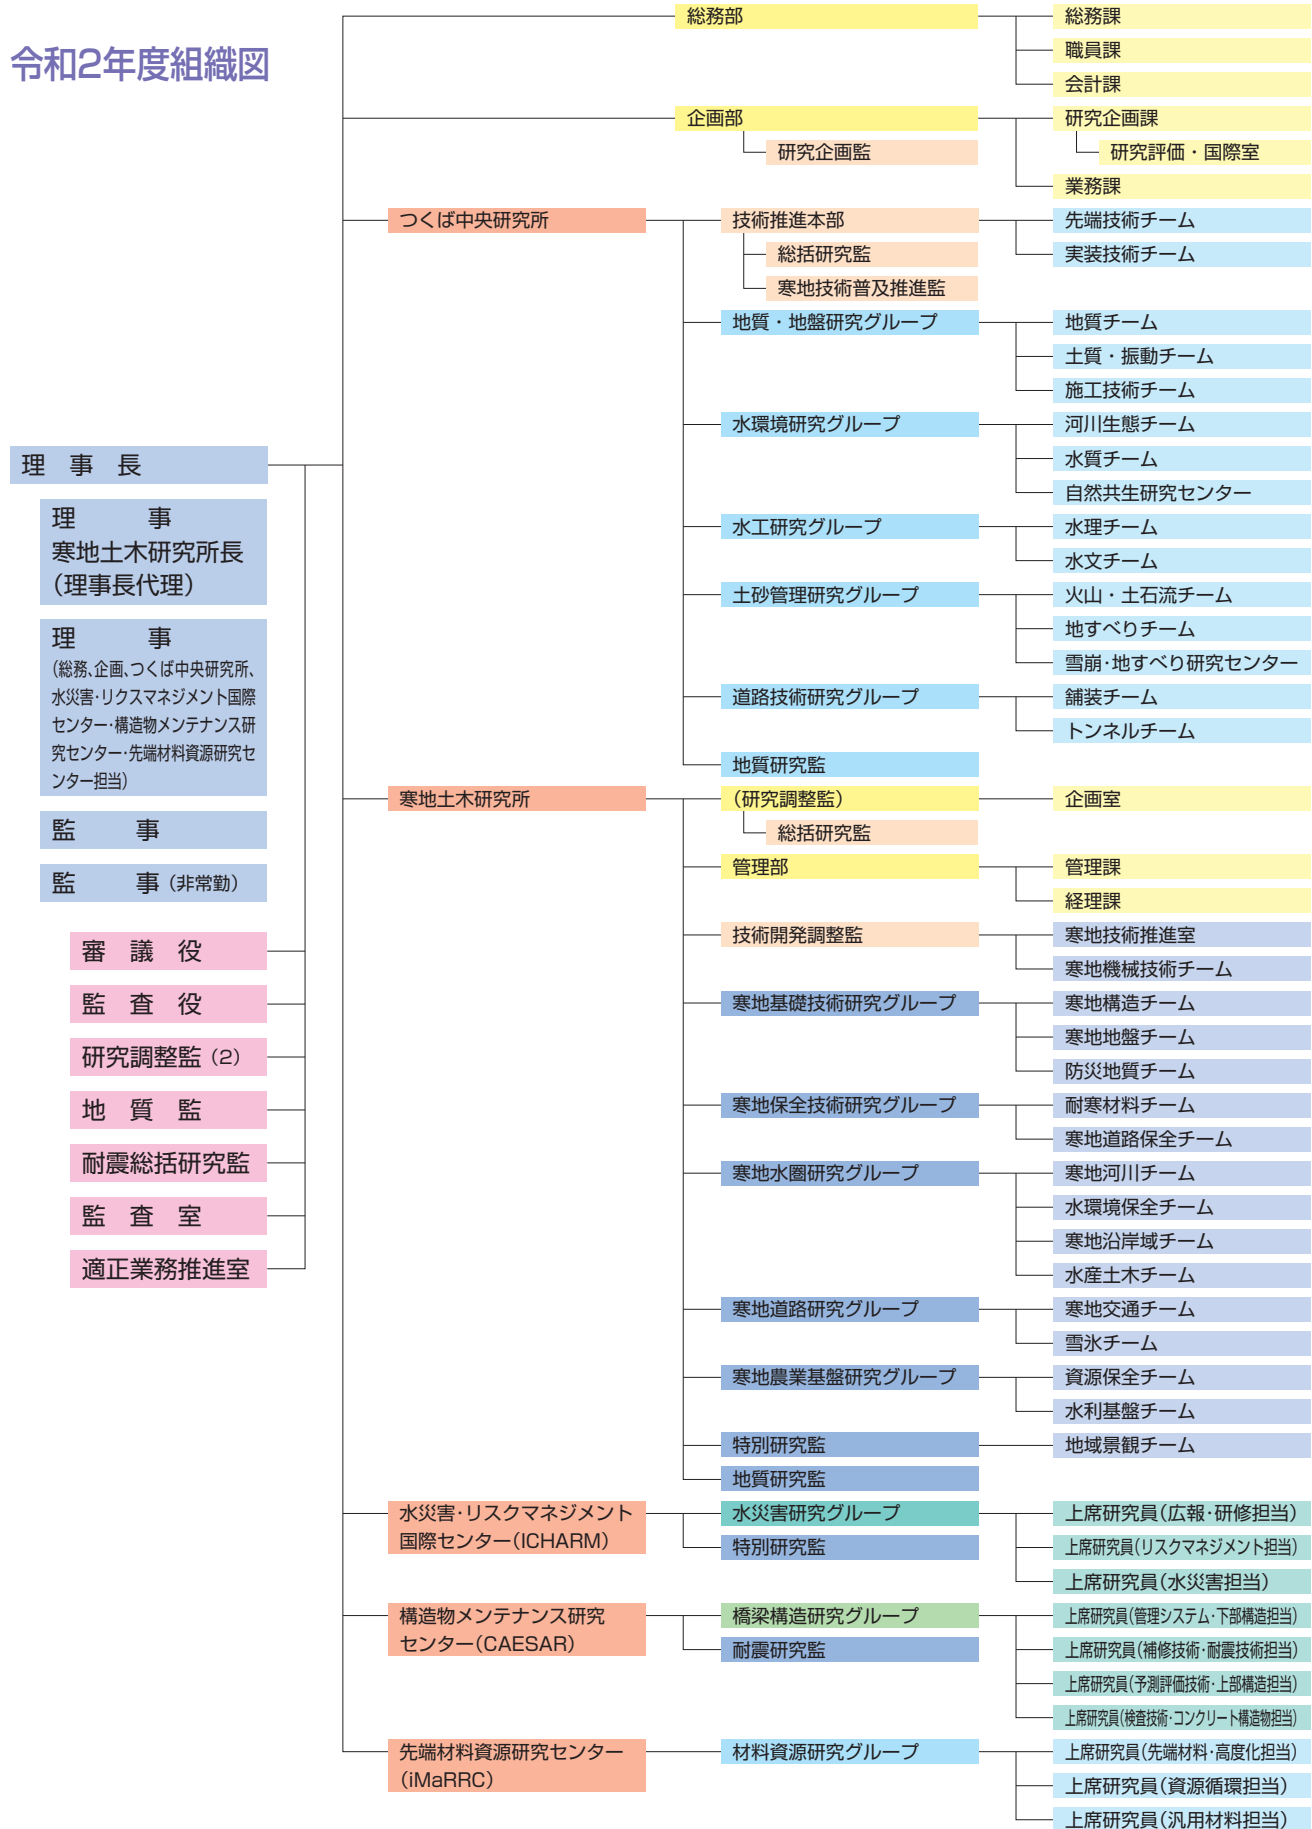 令和2年度組織図
理事長
理事
寒地土木研究所長
(理事長代理)
理事
(総務、企画、つくば中央研究所、
水災害・リクスマネジメント国際
センター・構造物メンテナンス研
究センター・先端材料資源研究セ
ンター担当)
監事
監事(非常勤)
審議役
監査役
研究調整監(2)
地質監
耐震総括研究監
監査室
適正業務推進室
総務部
総務課
職員課
会計課
企画部
研究企画監
研究企画課
研究評価・国際室
業務課
つくば中央研究所
技術推進本部
総括研究監
寒地技術普及推進監
先端技術チーム
実装技術チーム
地質・地盤研究グループ
地質チーム
土質・振動チーム
施工技術チーム
水環境研究グループ
河川生態チーム
水質チーム
自然共生研究センター
水工研究グループ
水理チーム
水文チーム
土砂管理研究グループ
火山・土石流チーム
地すべりチーム
雪崩・地すべり研究センター
道路技術研究グループ
舗装チーム
トンネルチーム
地質研究監
寒地土木研究所
(研究調整監)
総括研究監
企画室
管理部
管理課
経理課
技術開発調整監
寒地技術推進室
寒地機械技術チーム
寒地基礎技術研究グループ
寒地構造チーム
寒地地盤チーム
防災地質チーム
寒地保全技術研究グループ
耐寒材料チーム
寒地道路保全チーム
寒地水圏研究グループ
寒地河川チーム
水環境保全チーム
寒地沿岸域チーム
水産土木チーム
寒地道路研究グループ
寒地交通チーム
雪氷チーム
寒地農業基盤研究グループ
資源保全チーム
水利基盤チーム
特別研究監
地域景観チーム
地質研究監
水災害・リスクマネジメント
国際センター(ICHARM)
水災害研究グループ
特別研究監
上席研究員(広報・研修担当)
上席研究員(リスクマネジメント担当)
上席研究員(水災害担当)
構造物メンテナンス研究
センター(CAESAR)
橋梁構造研究グループ
耐震研究監
上席研究員(管理システム・下部構造担当)
上席研究員(補修技術・耐震技術担当)
上席研究員(予測評価技術・上部構造担当)
上席研究員(検査技術・コンクリート構造物担当)
先端材料資源研究センター
(iMaRRC)
材料資源研究グループ
上席研究員(先端材料・高度化担当)
上席研究員(資源循環担当)
上席研究員(汎用材料担当)